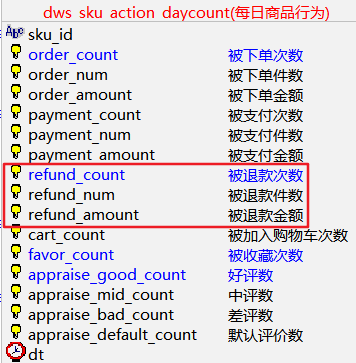 dws_sku_action_daycount(每日商品行为)
Abc sku_id
order_count 被下单次数
order_num 被下单件数
order_amount 被下单金额
payment_count 被支付次数
payment_num 被支付件数
payment_amount 被支付金额
refund_count 被退款次数
refund_num 被退款件数
refund_amount 被退款金额
cart_count 被加入购物车次数
favor_count 被收藏次数
appraise_good_count 好评数
appraise_mid_count 中评数
appraise_bad_count 差评数
appraise_default_count 默认评价数
dt